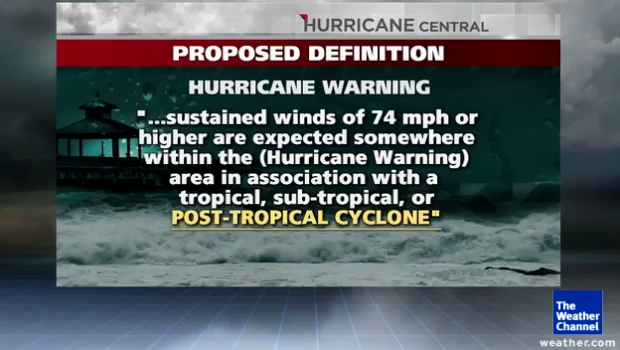 HURRICANE CENTRAL
PROPOSED DEFINITION
HURRICANE WARNING
"...sustained winds of 74 mph or
higher are expected somewhere
within the (Hurricane Warning)
area in association with a
tropical, sub-tropical, or
POST-TROPICAL CYCLONE"
The
Weather
Channel
weather.com